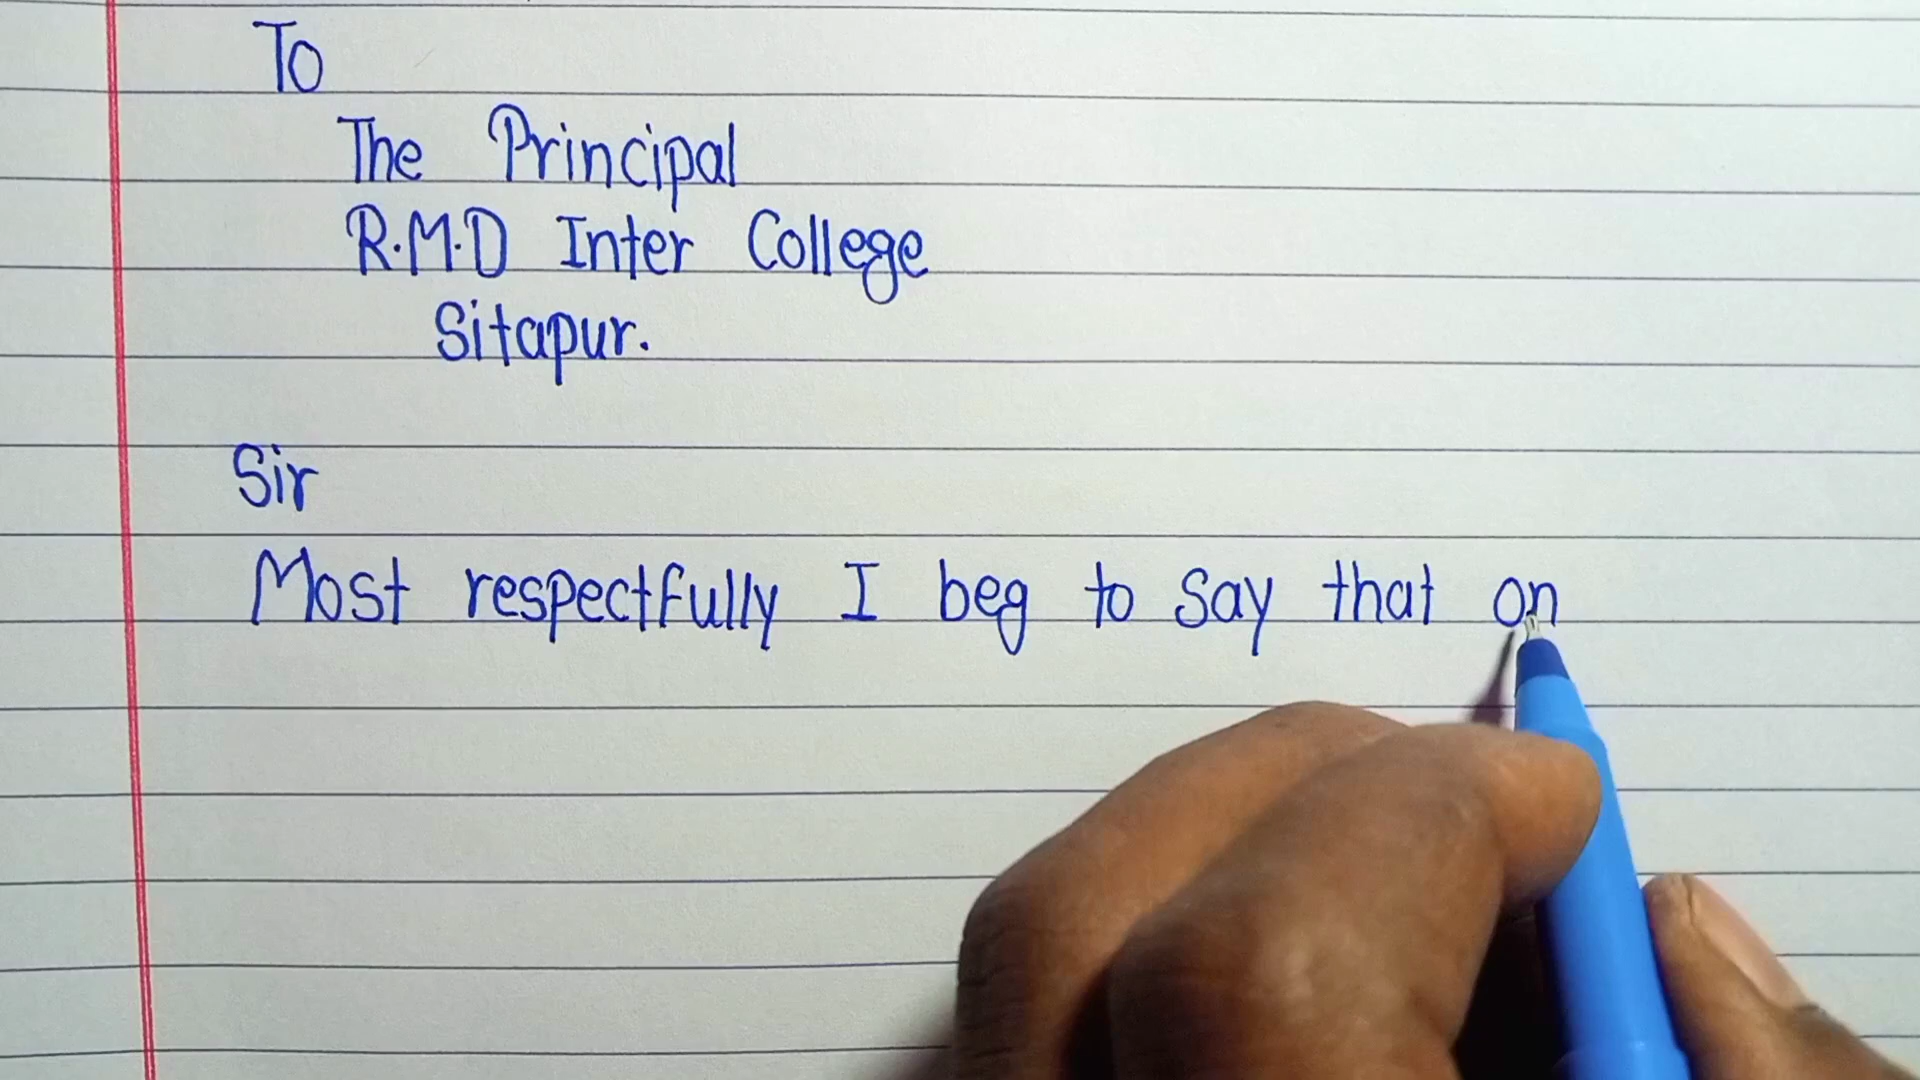 To
The Principal
R.M.D Inter College
Sitapur.
Sir
Most respectfully I beg to say that on